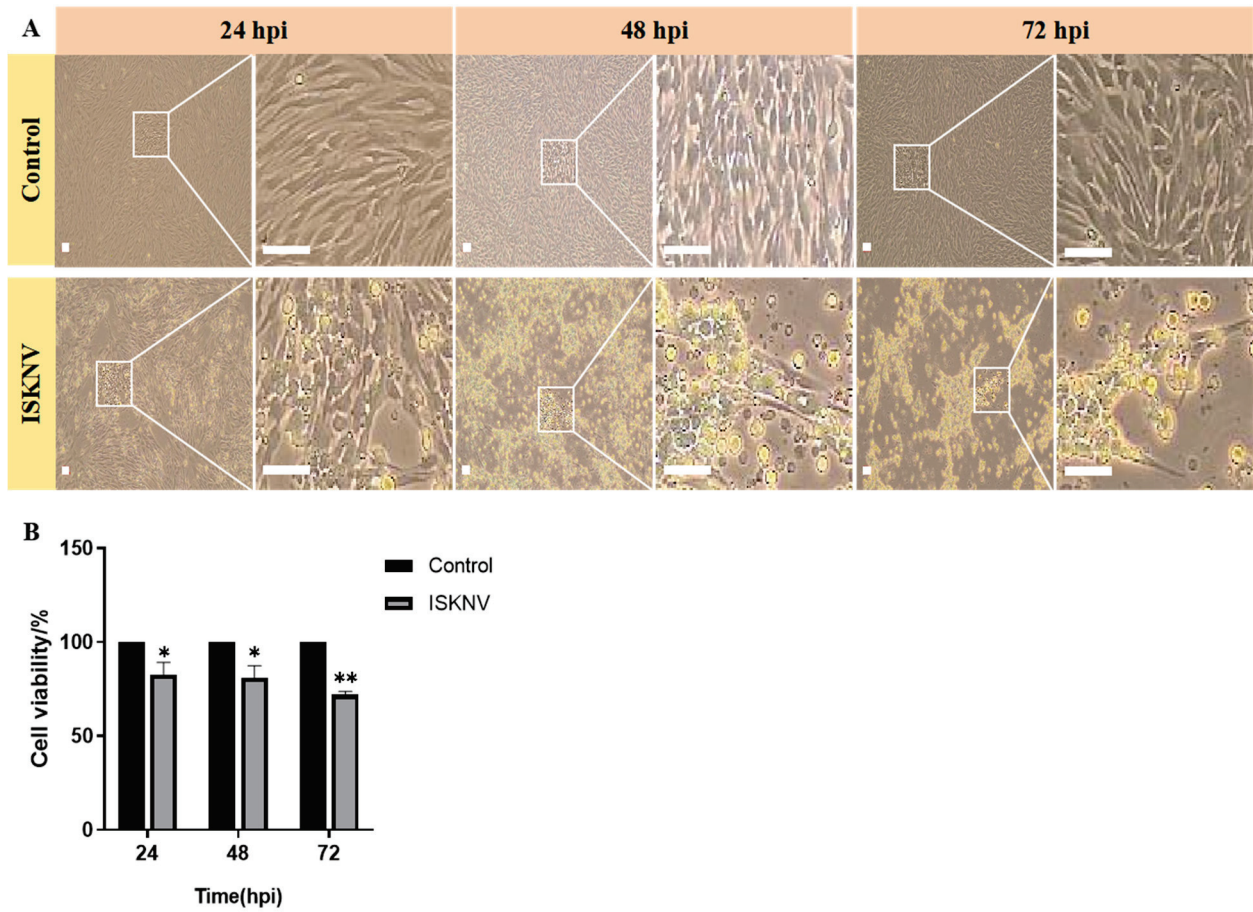 A
24 hpi
48 hpi
72 hpi
Control
ISKNV
B
150
100
50
0
Cell viability/%
* * **
Control
ISKNV
24 48 72
Time(hpi)